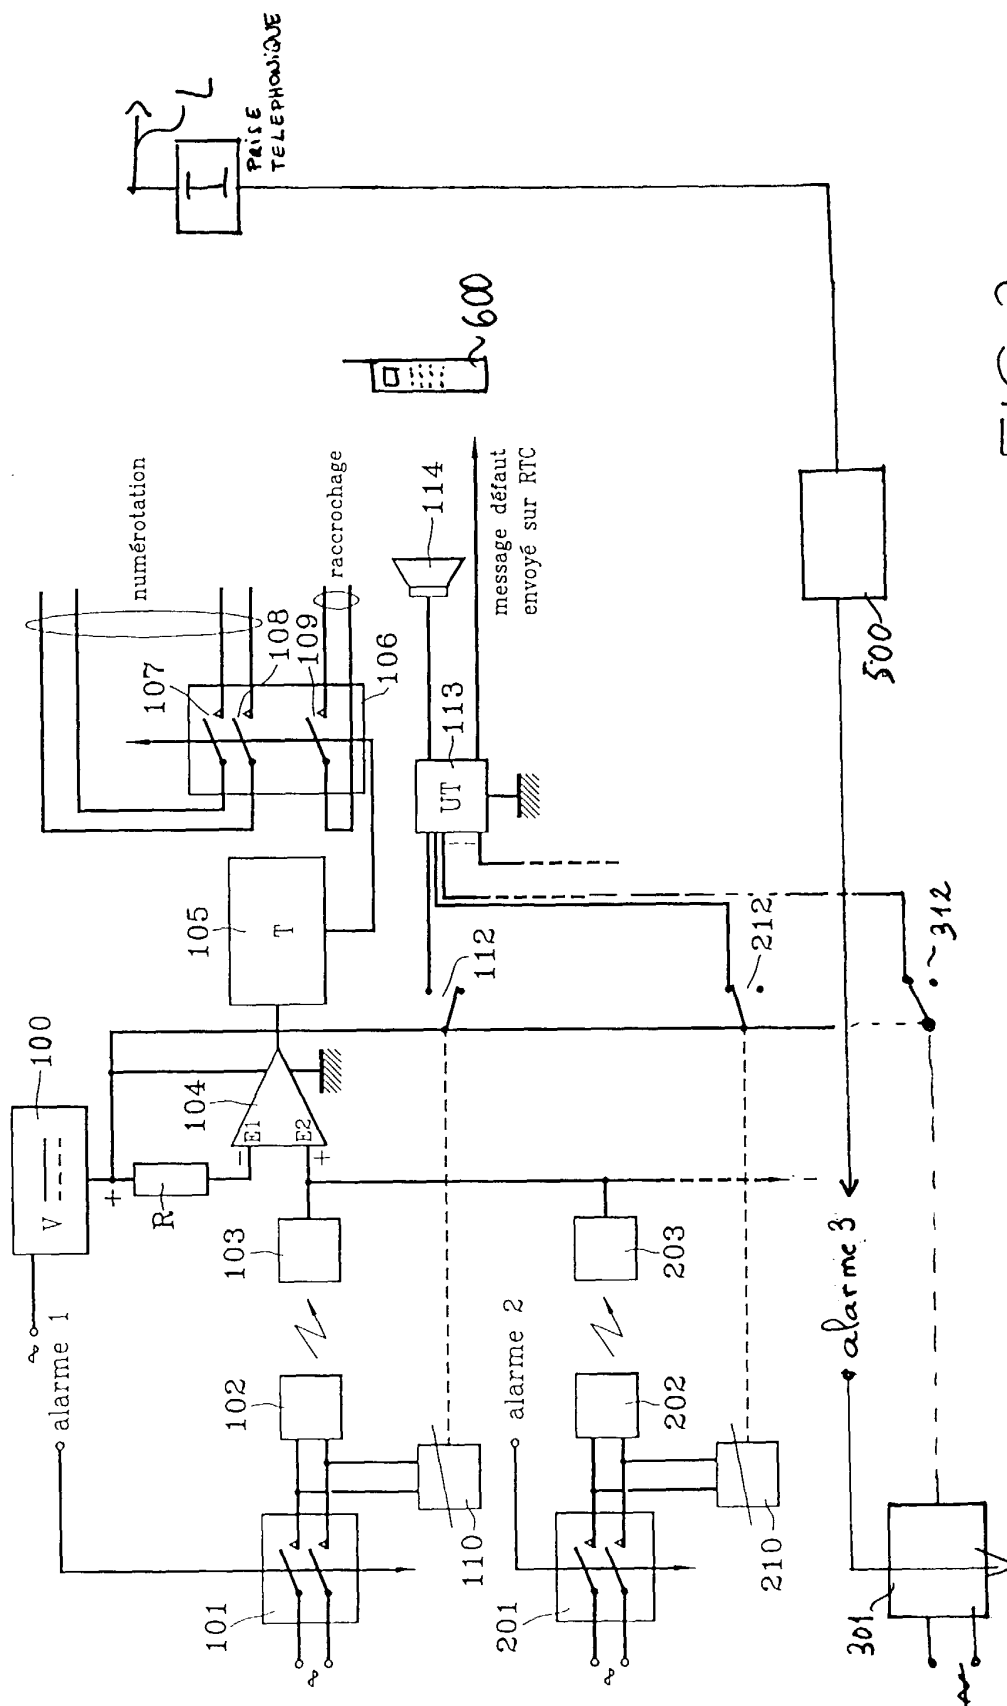 L
PRISE
TELEPHONIQUE
600
numérotation
107
108
109
106
raccrochage
114
message défaut
envoyé sur RTC
113
UT
500
105
T
112
212
312
100
V
+
R
104
-
E1
E2
+
103
203
alarme 1
102
alarme 2
202
alarme 3
101
110
201
210
301